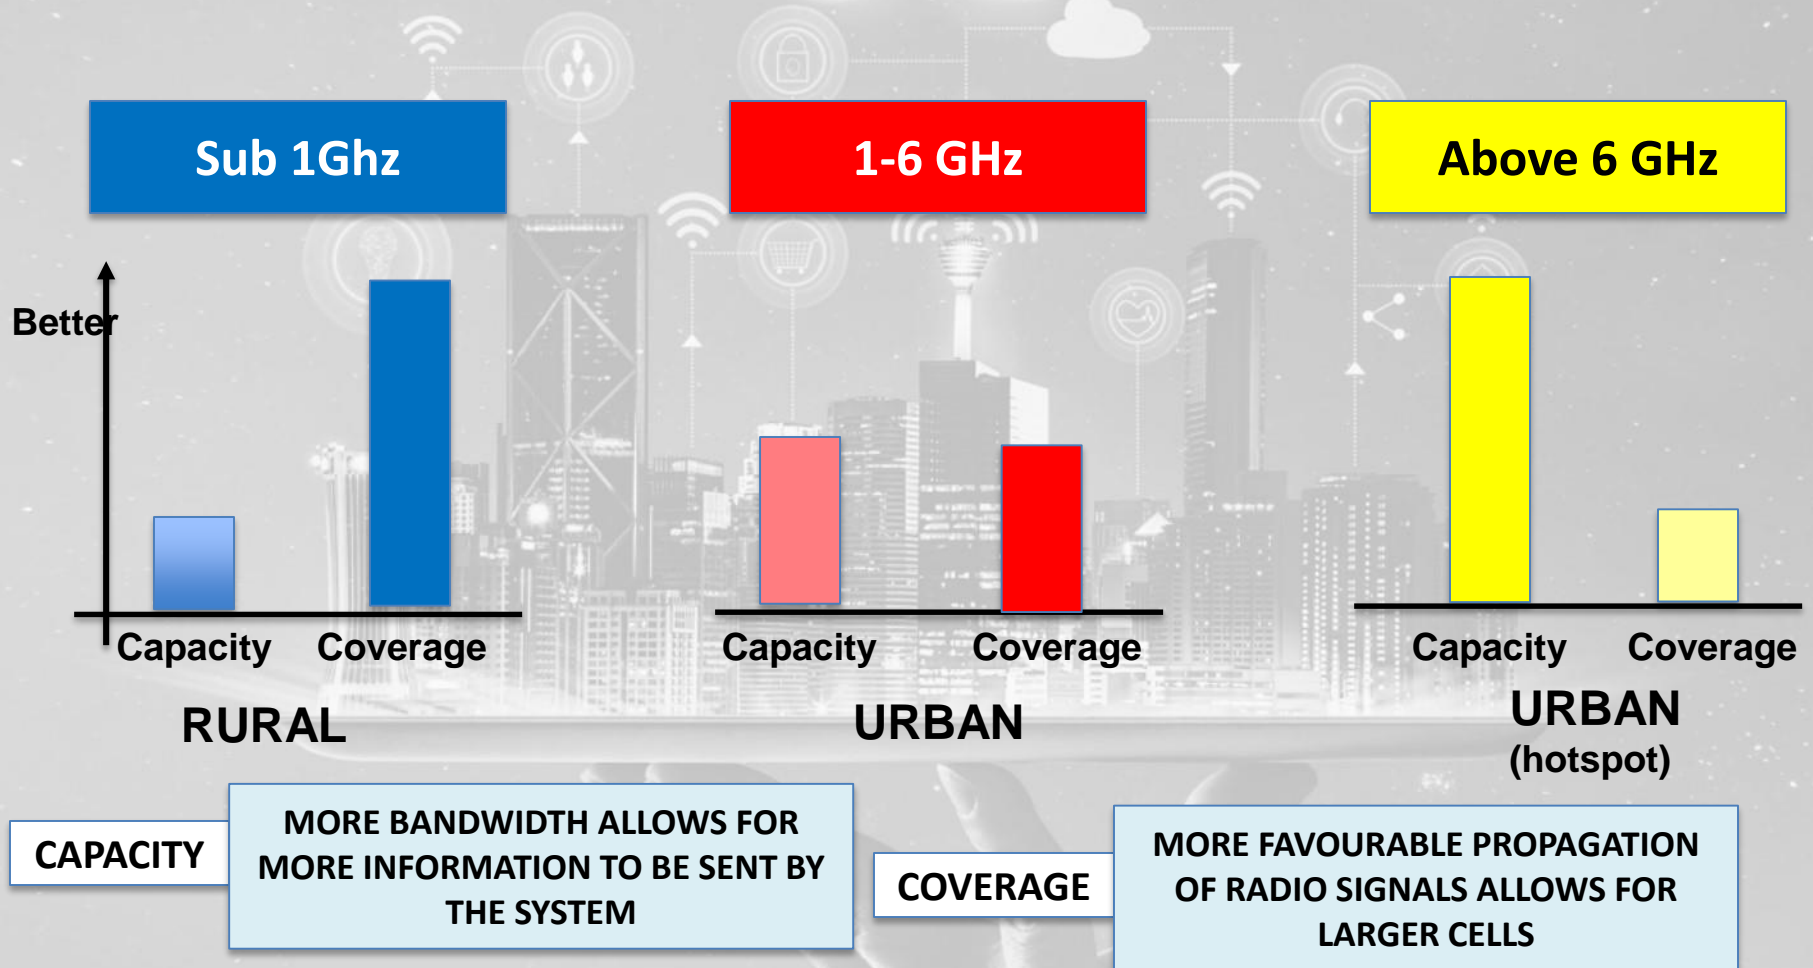 Sub 1Ghz
1-6 GHz
Above 6 GHz
Better
Capacity Coverage
RURAL
Capacity Coverage
URBAN
Capacity Coverage
URBAN
(hotspot)
CAPACITY
MORE BANDWIDTH ALLOWS FOR
MORE INFORMATION TO BE SENT BY
THE SYSTEM
COVERAGE
MORE FAVOURABLE PROPAGATION
OF RADIO SIGNALS ALLOWS FOR
LARGER CELLS